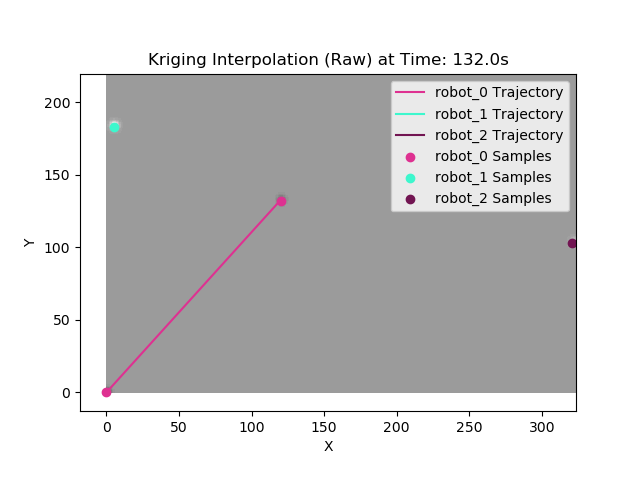 Kriging Interpolation (Raw) at Time: 132.0s
robot_0 Trajectory
robot_1 Trajectory
robot_2 Trajectory
robot_0 Samples
robot_1 Samples
robot_2 Samples
Y
200
150
100
50
0
0 50 100 150 200 250 300
X